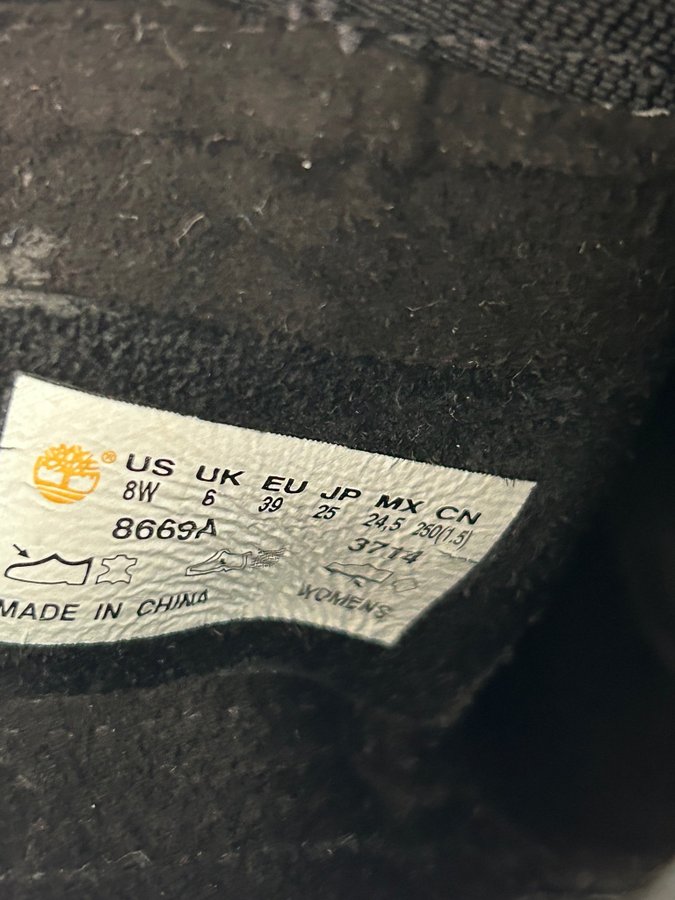 ® US UK EU JP MX CN
8W 6 39 25 24,5 250(1.5)
8669A 3714
MADE IN CHINA WOMENS